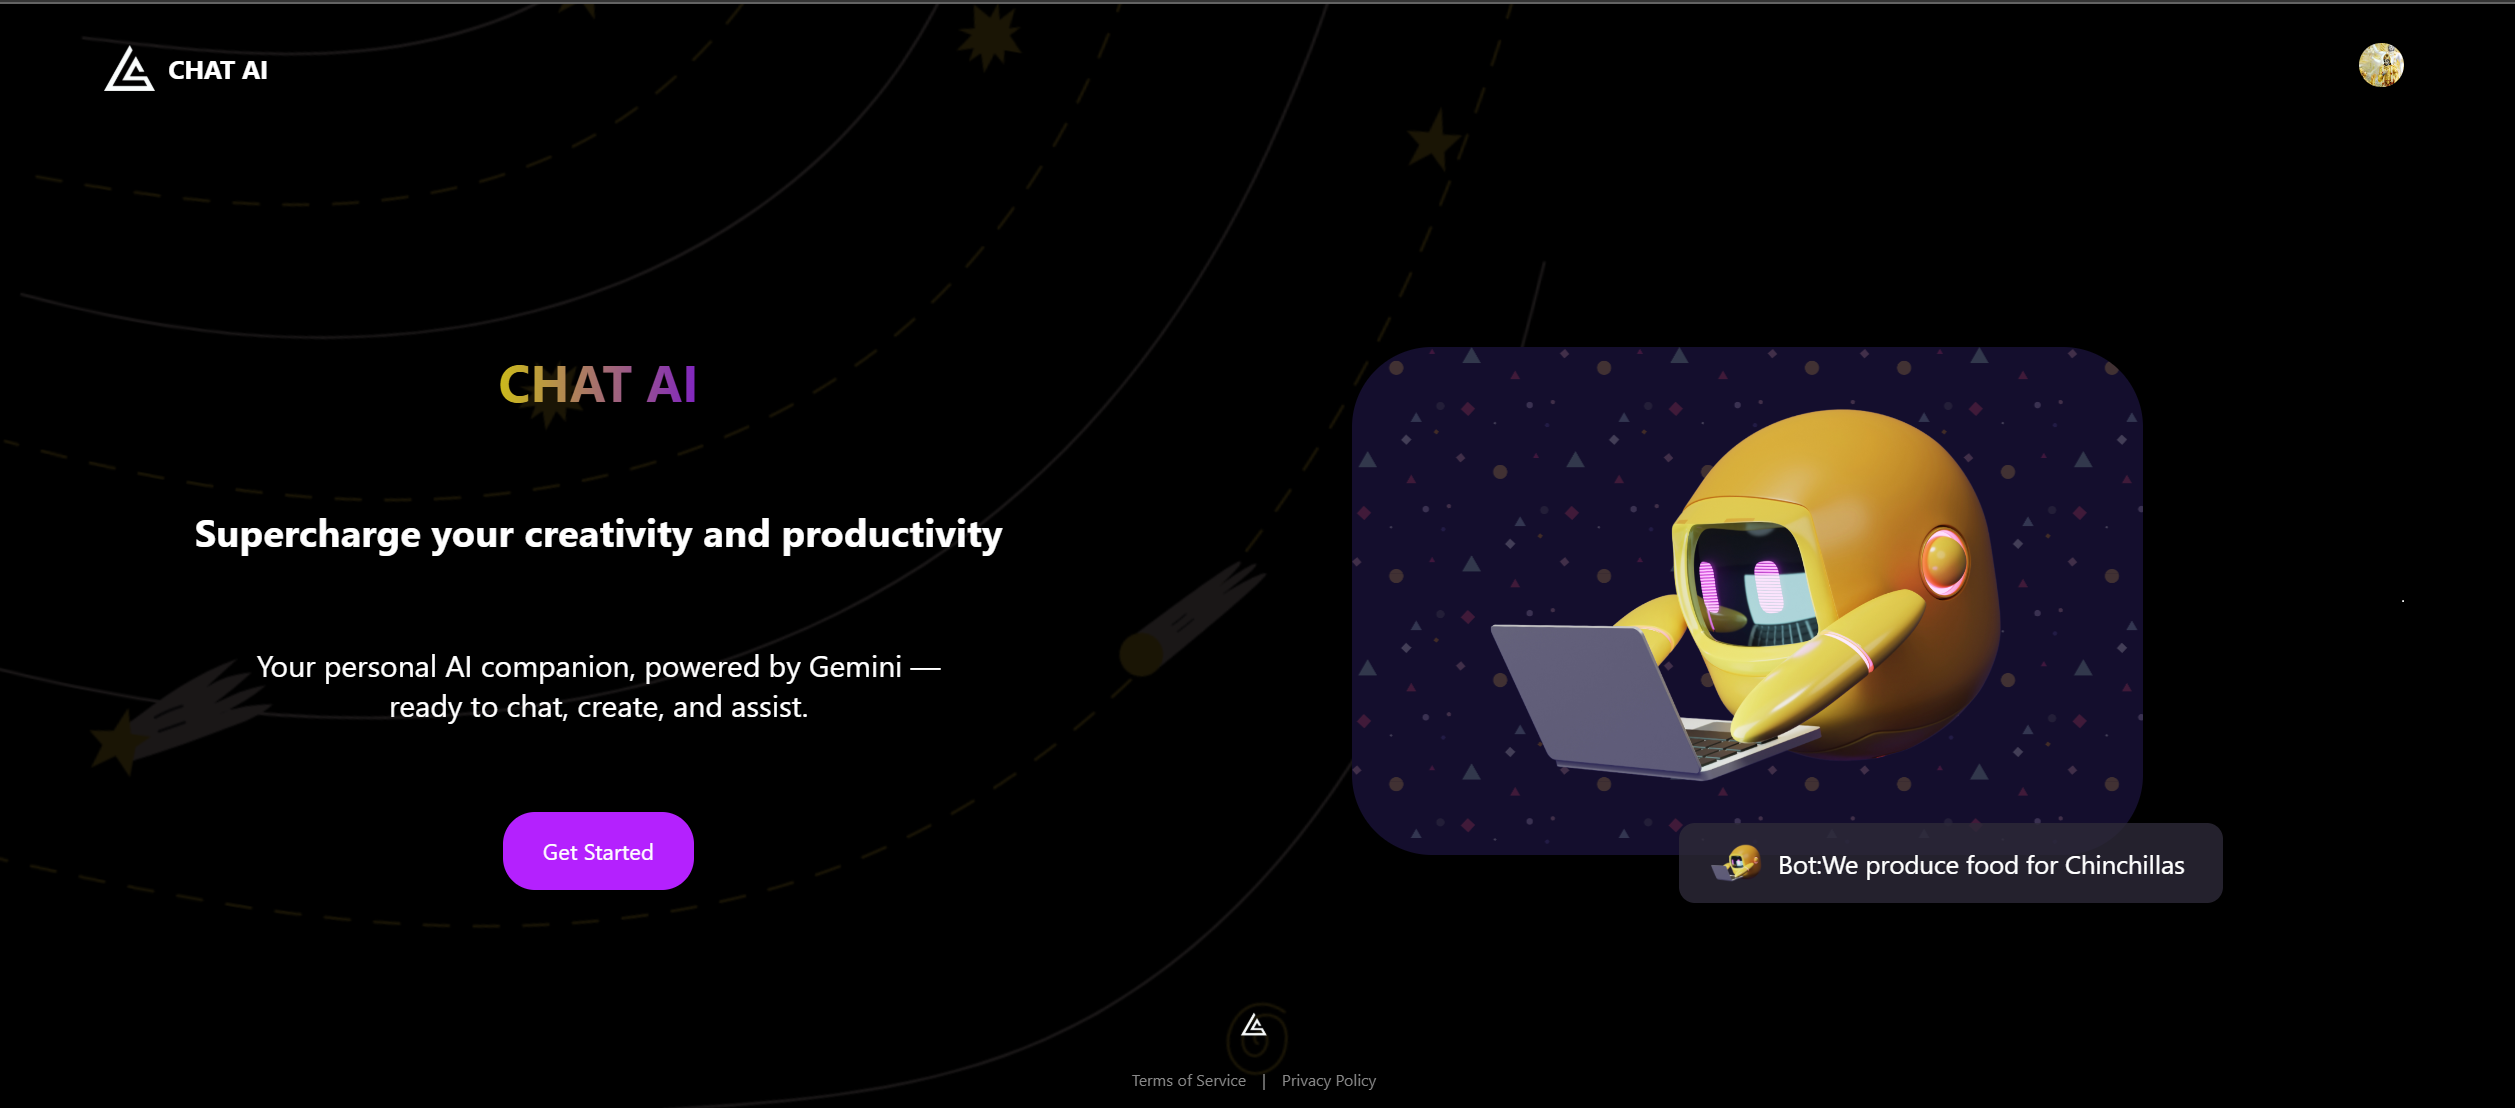 CHAT AI
CHAT AI
Supercharge your creativity and productivity
Your personal AI companion, powered by Gemini —
ready to chat, create, and assist.
Get Started
Bot:We produce food for Chinchillas
Terms of Service | Privacy Policy